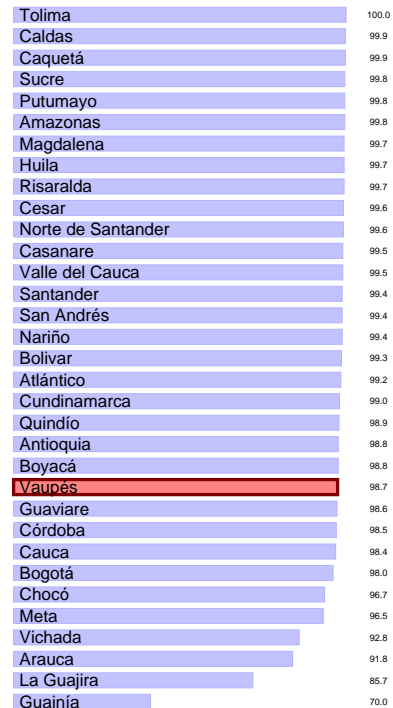 Tolima 100.0
Caldas 99.9
Caquetá 99.9
Sucre 99.8
Putumayo 99.8
Amazonas 99.8
Magdalena 99.7
Huila 99.7
Risaralda 99.7
Cesar 99.6
Norte de Santander 99.6
Casanare 99.5
Valle del Cauca 99.5
Santander 99.4
San Andrés 99.4
Nariño 99.4
Bolivar 99.3
Atlántico 99.2
Cundinamarca 99.0
Quindío 98.9
Antioquia 98.8
Boyacá 98.8
Vaupés 98.7
Guaviare 98.6
Córdoba 98.5
Cauca 98.4
Bogotá 98.0
Chocó 96.7
Meta 96.5
Vichada 92.8
Arauca 91.8
La Guajira 85.7
Guainía 70.0